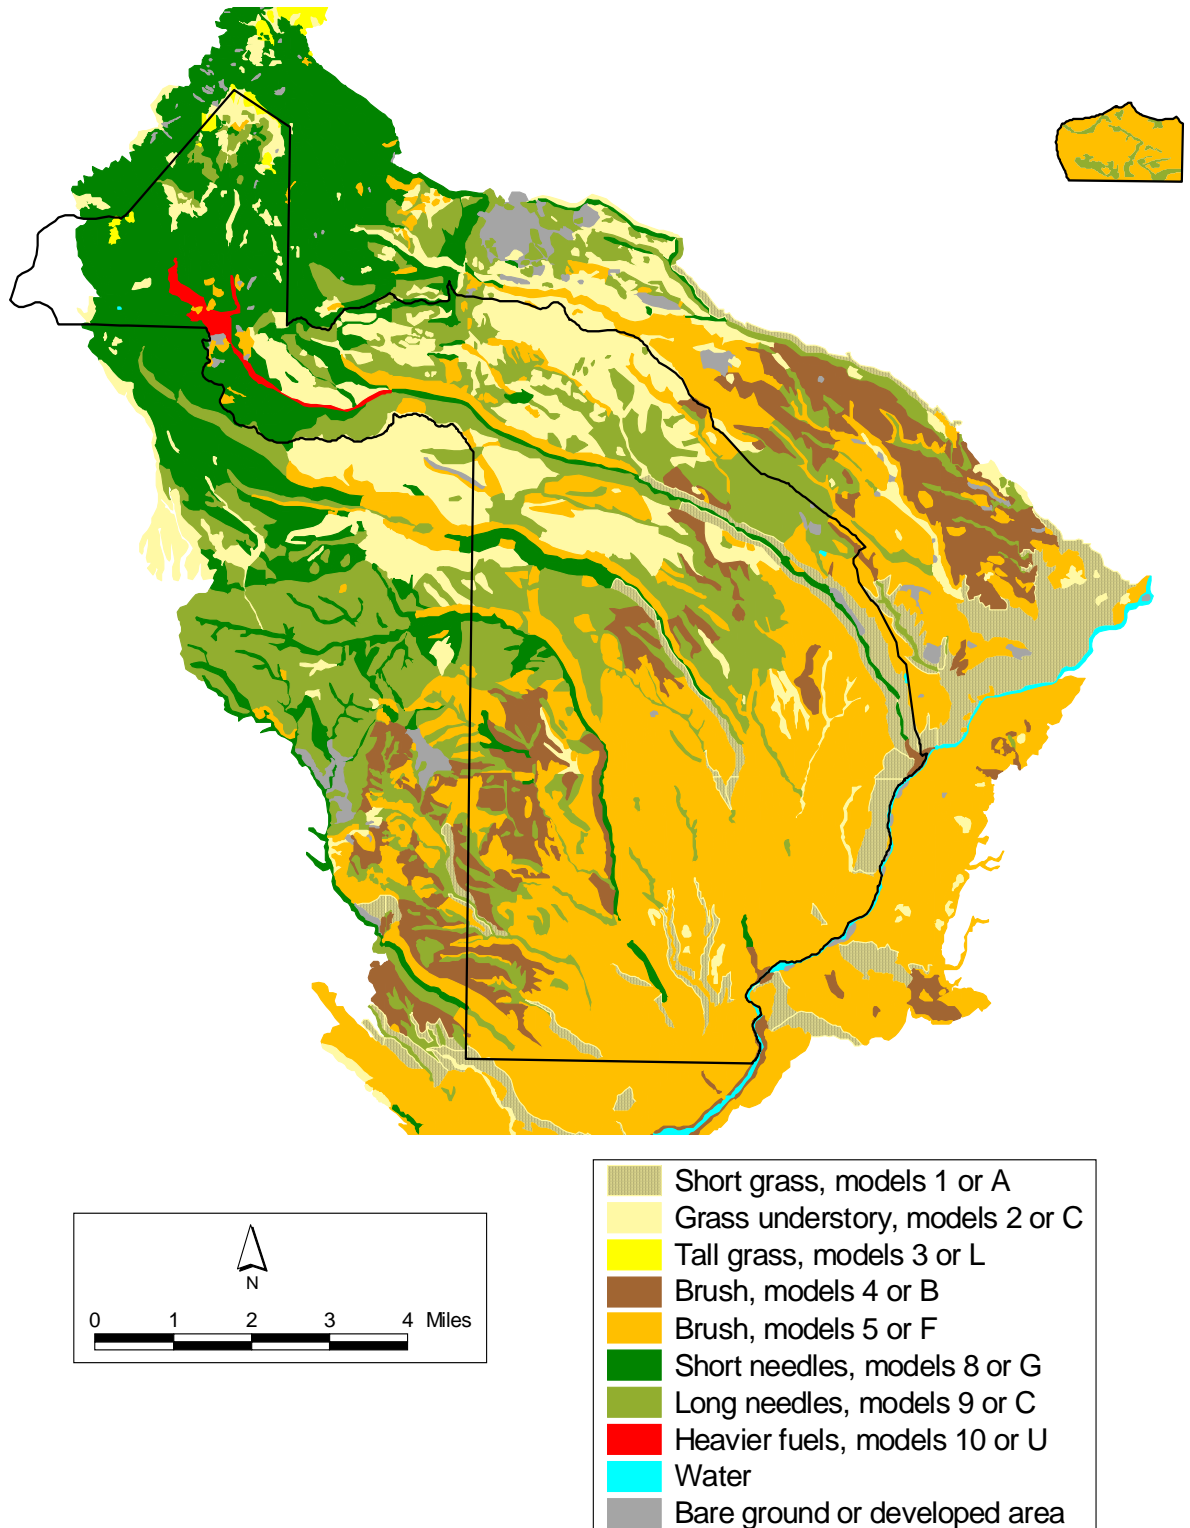 Short grass, models 1 or A
Grass understory, models 2 or C
Tall grass, models 3 or L
Brush, models 4 or B
Brush, models 5 or F
Short needles, models 8 or G
Long needles, models 9 or C
Heavier fuels, models 10 or U
Water
Bare ground or developed area
N
0 1 2 3 4 Miles